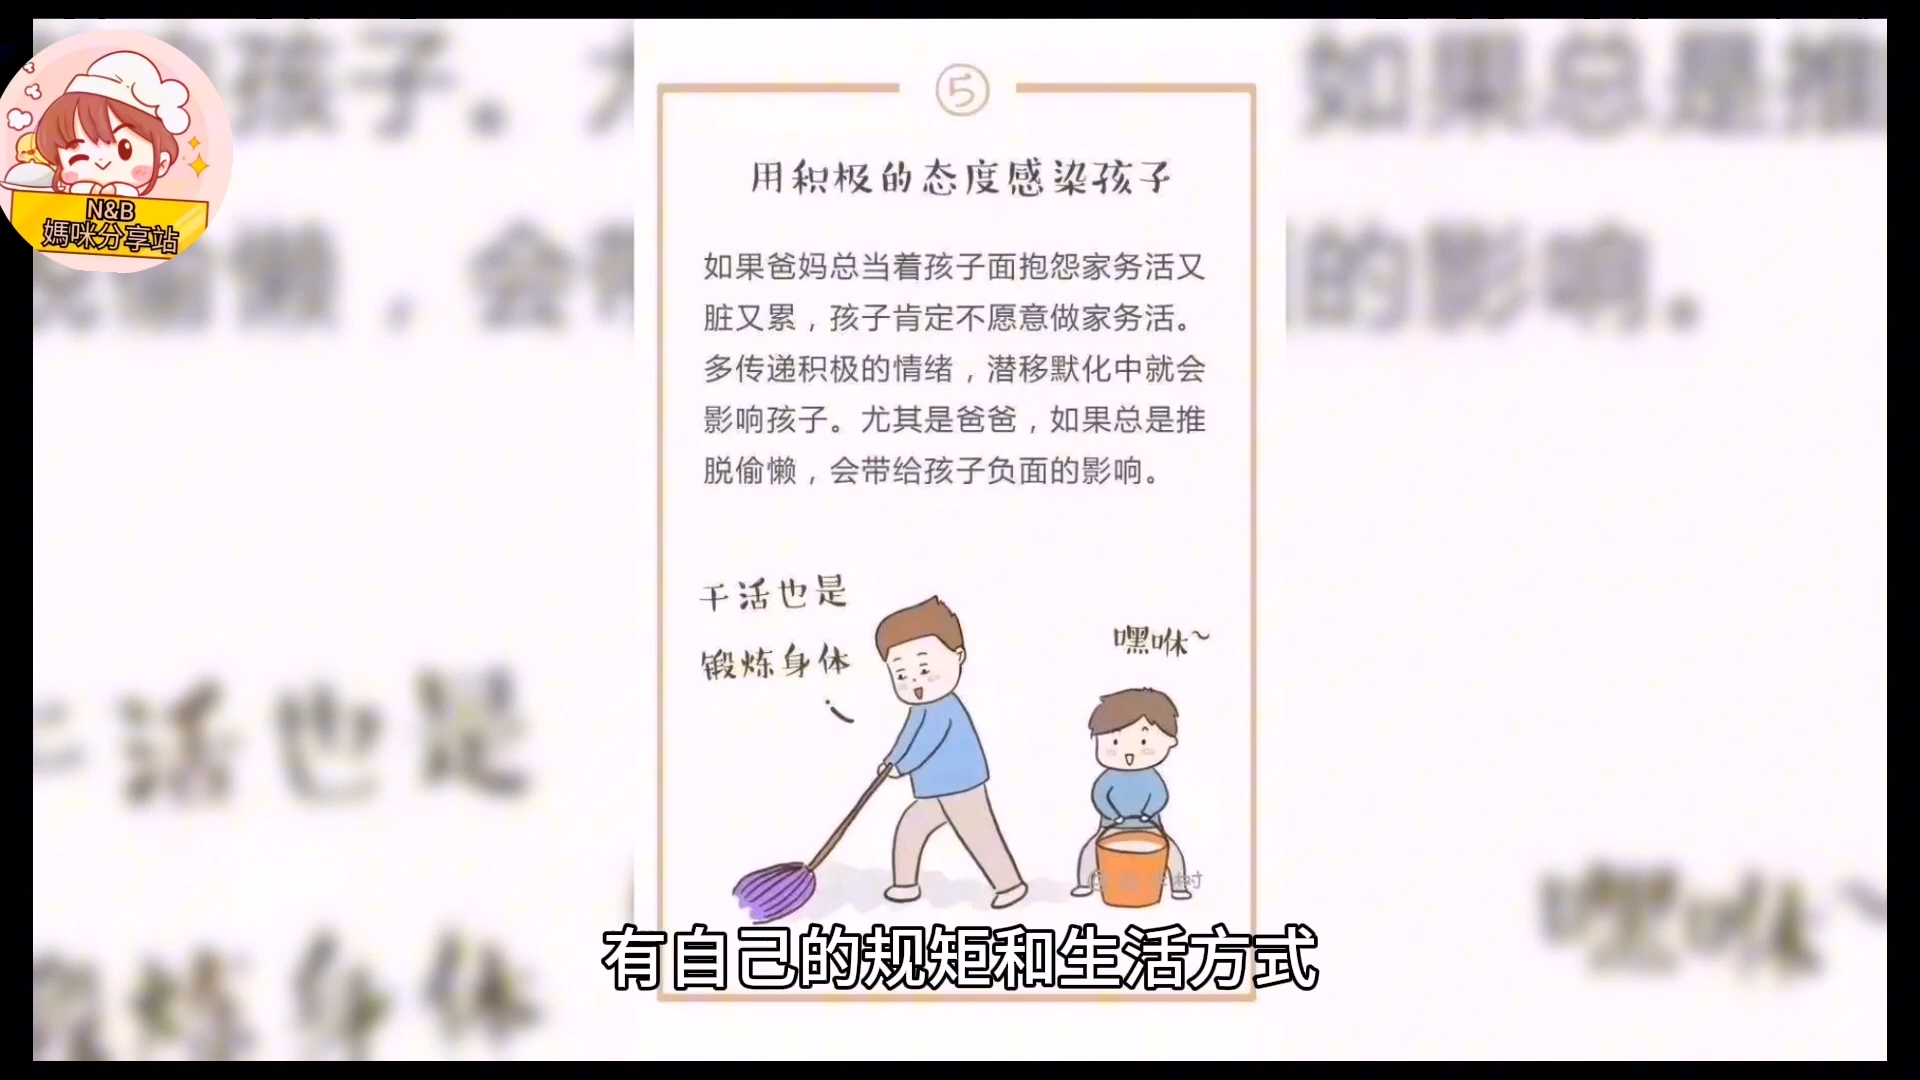 N&B
媽咪分享站
⑤
用积极的态度感染孩子
如果爸妈总当着孩子面抱怨家务活又
脏又累，孩子肯定不愿意做家务活。
多传递积极的情绪，潜移默化中就会
影响孩子。尤其是爸爸，如果总是推
脱偷懒，会带给孩子负面的影响。
干活也是
锻炼身体
嘿咻~
有自己的规矩和生活方式